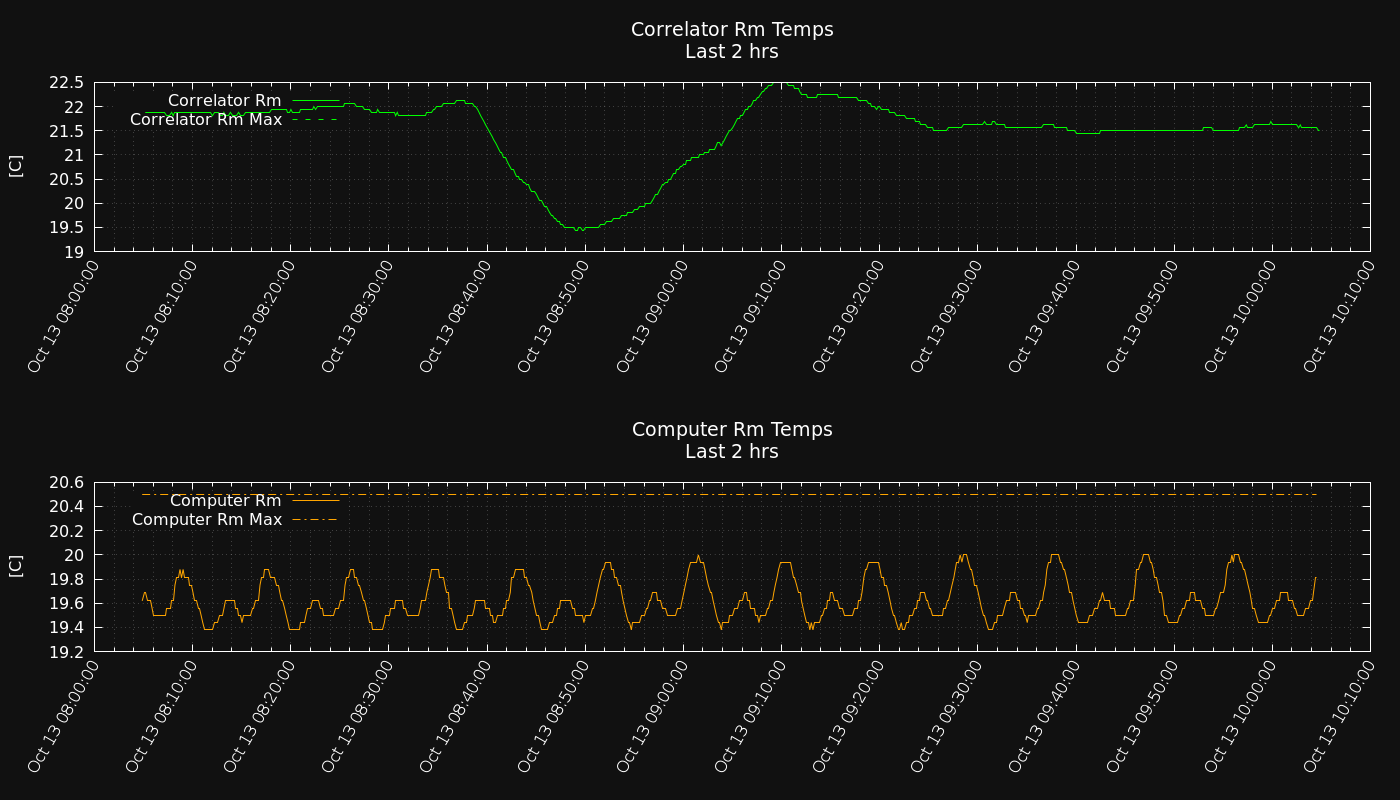 Correlator Rm Temps
Last 2 hrs
22.5
22
21.5
21
20.5
20
19.5
19
[C]
Correlator Rm
Correlator Rm Max
Oct 13 08:00:00
Oct 13 08:10:00
Oct 13 08:20:00
Oct 13 08:30:00
Oct 13 08:40:00
Oct 13 08:50:00
Oct 13 09:00:00
Oct 13 09:10:00
Oct 13 09:20:00
Oct 13 09:30:00
Oct 13 09:40:00
Oct 13 09:50:00
Oct 13 10:00:00
Oct 13 10:10:00
Computer Rm Temps
Last 2 hrs
20.6
20.4
20.2
20
19.8
19.6
19.4
19.2
[C]
Computer Rm
Computer Rm Max
Oct 13 08:00:00
Oct 13 08:10:00
Oct 13 08:20:00
Oct 13 08:30:00
Oct 13 08:40:00
Oct 13 08:50:00
Oct 13 09:00:00
Oct 13 09:10:00
Oct 13 09:20:00
Oct 13 09:30:00
Oct 13 09:40:00
Oct 13 09:50:00
Oct 13 10:00:00
Oct 13 10:10:00